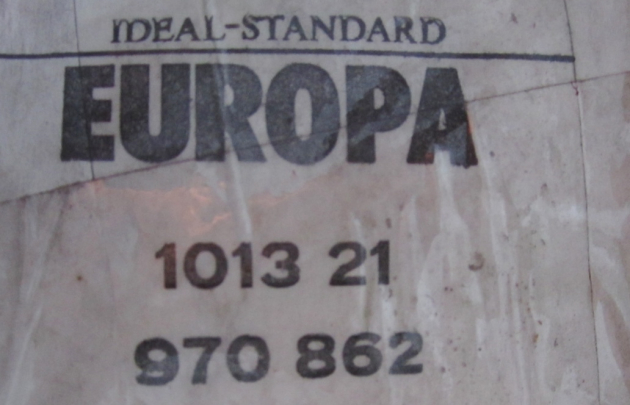 IDEAL-STANDARD
EUROPA
1013 21
970 862